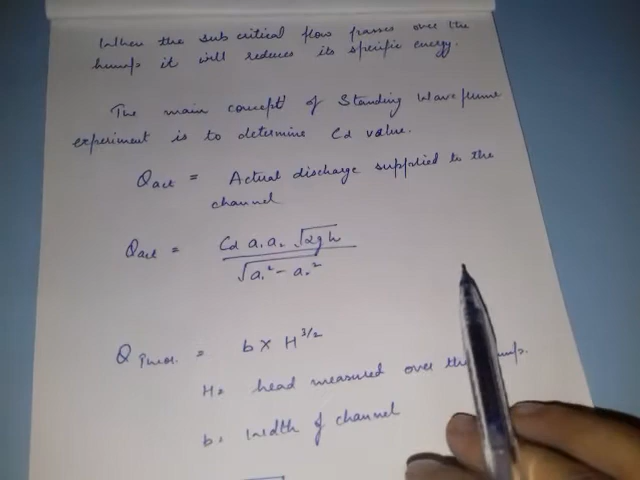 When the sub critical flow passes over the
hump it will reduces its specific energy.
The main concept of Standing Wave flume
experiment is to determine Cd value.
Qact = Actual discharge supplied to the
channel
Qact = Cd a₁ a₂ √2gh
√a₁² - a₂²
Q Theor. = b × H^3/2
H = head measured over the hump.
b = Width of channel